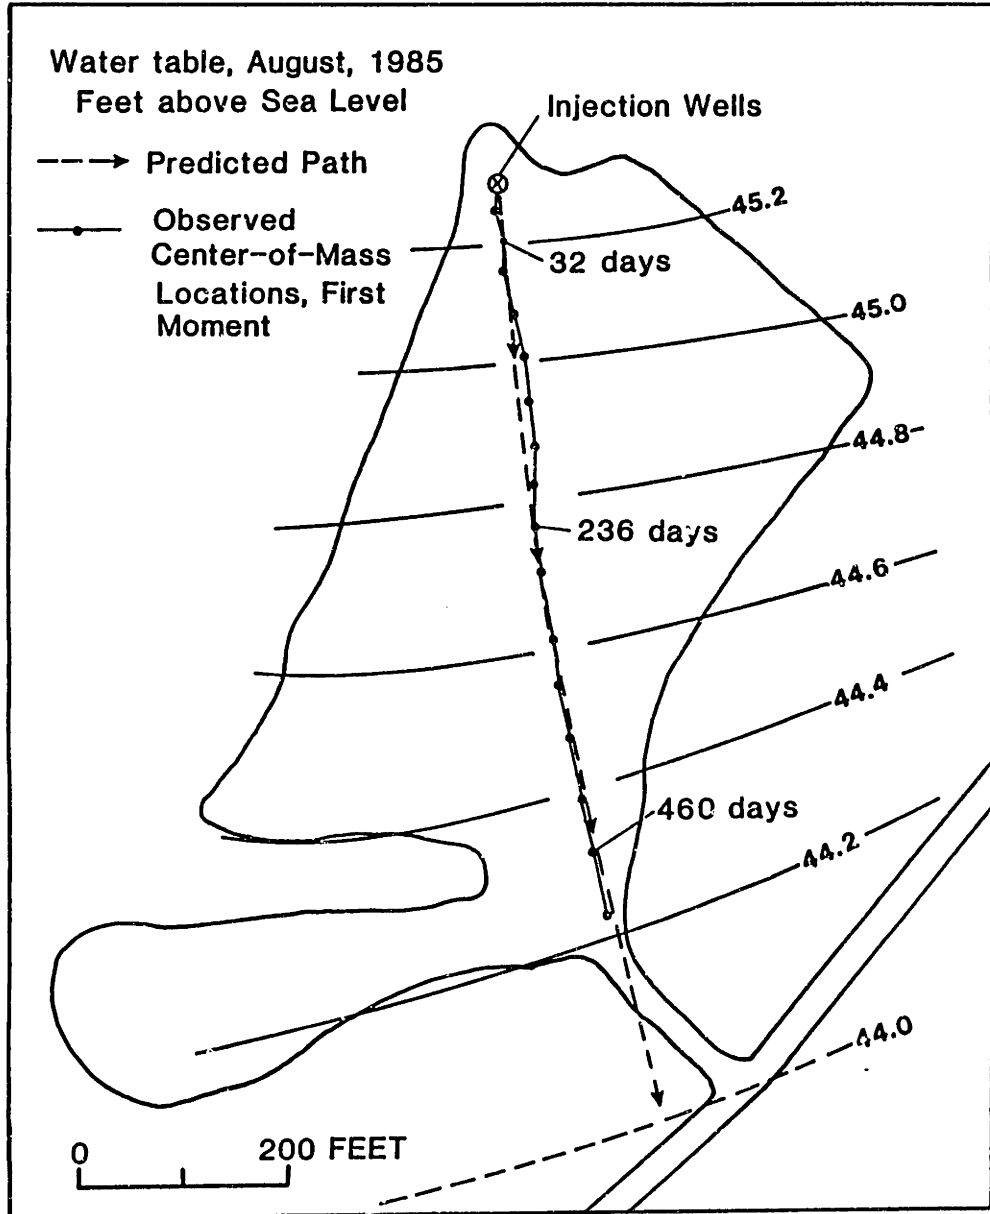 Water table, August, 1985
Feet above Sea Level
Injection Wells
Predicted Path
Observed
Center-of-Mass
Locations, First
Moment
45.2
32 days
45.0
44.8
236 days
44.6
44.4
460 days
44.2
44.0
0 200 FEET